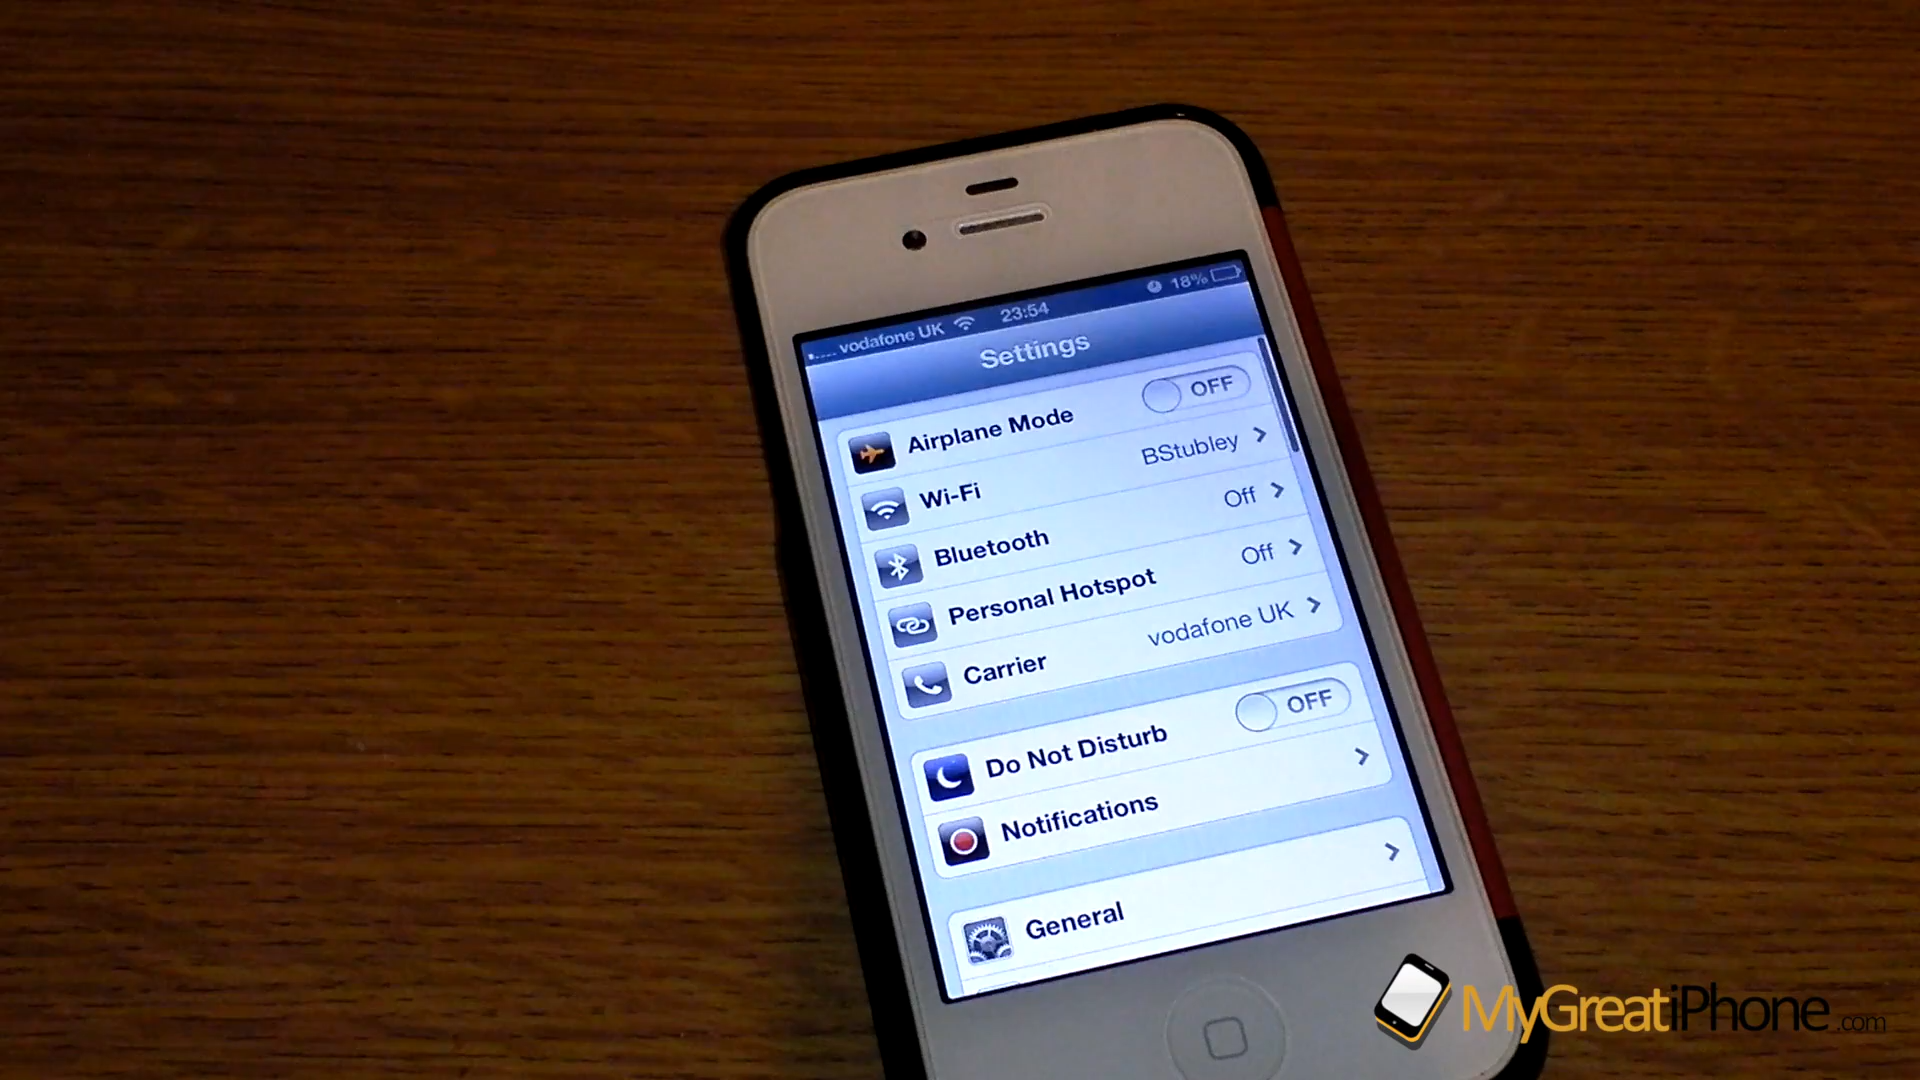 vodafone UK 23:54 18%
Settings
Airplane Mode OFF
Wi-Fi BStubley
Bluetooth Off
Personal Hotspot Off
Carrier vodafone UK
Do Not Disturb OFF
Notifications
General
MyGreatiPhone.com